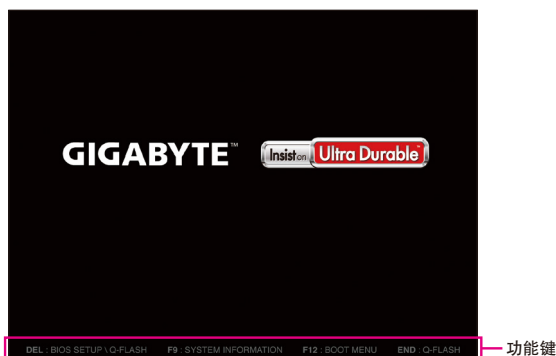 GIGABYTE™
Insist on Ultra Durable™
DEL : BIOS SETUP \ Q-FLASH F9 : SYSTEM INFORMATION F12 : BOOT MENU END : Q-FLASH
功能键